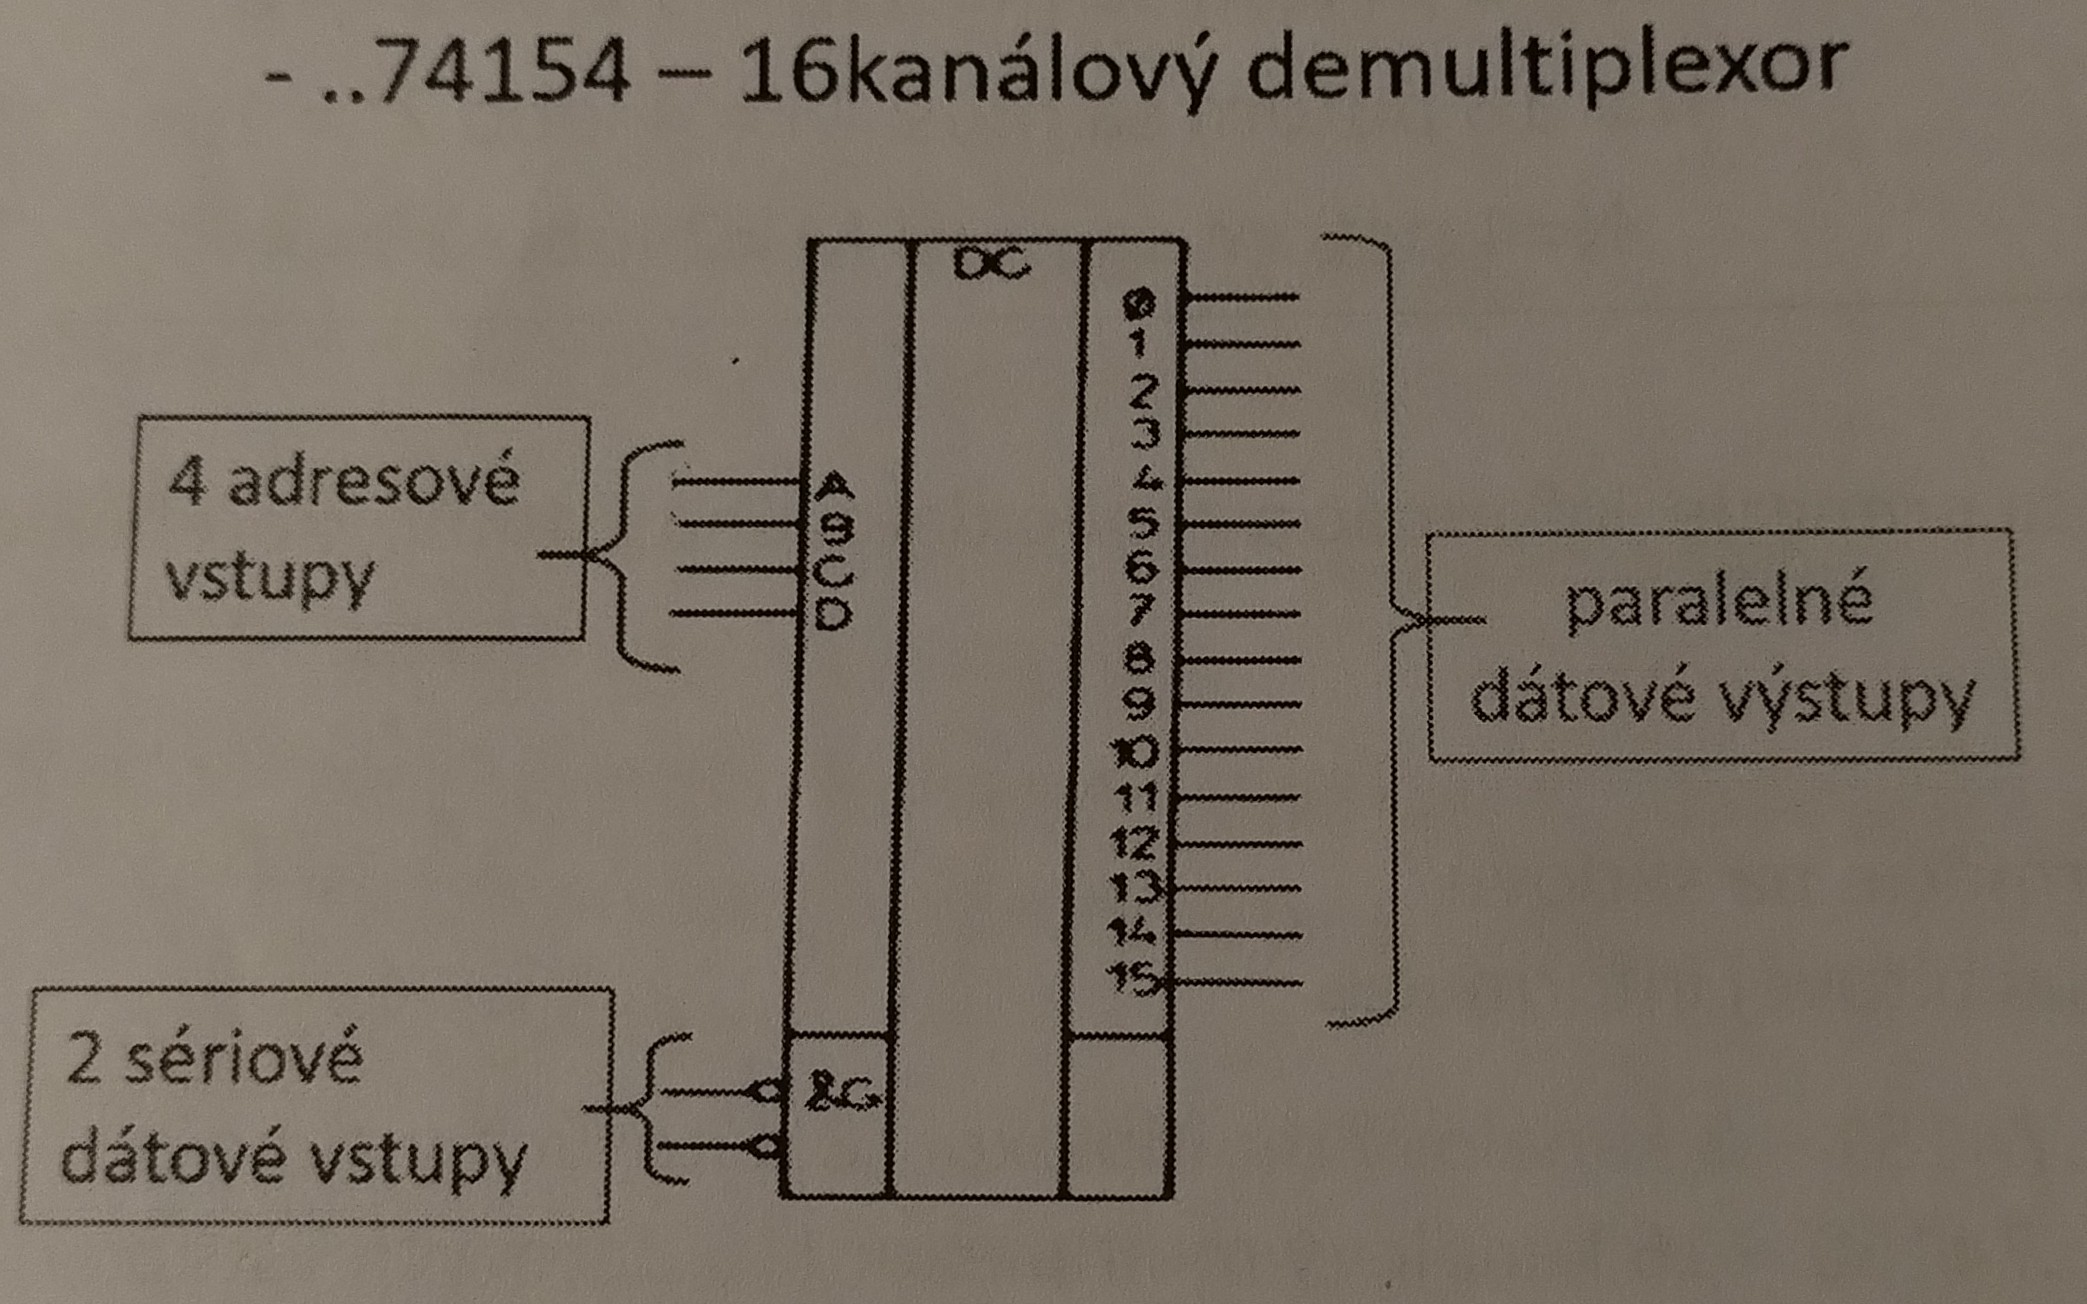 - ..74154 – 16kanálový demultiplexor
DC
0
1
2
3
4
5
6
7
8
9
10
11
12
13
14
15
4 adresové
vstupy
A
B
C
D
paralelné
dátové výstupy
2 sériové
dátové vstupy